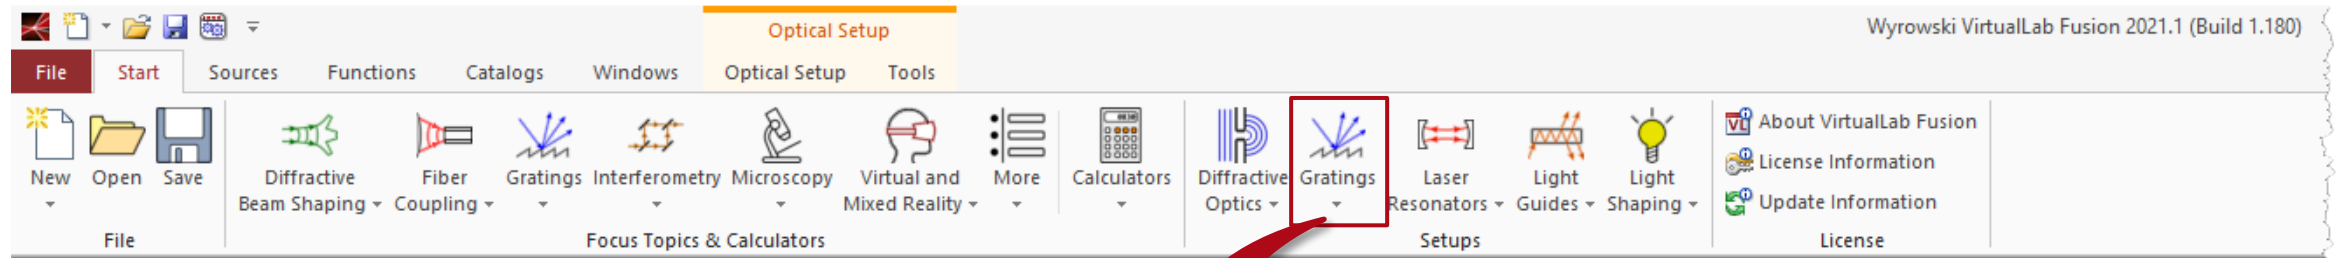 Optical Setup
Wyrowski VirtualLab Fusion 2021.1 (Build 1.180)
File Start Sources Functions Catalogs Windows Optical Setup Tools
New
Open
Save
File
Diffractive
Beam Shaping
Fiber
Coupling
Gratings
Interferometry
Microscopy
Virtual and
Mixed Reality
More
Calculators
Focus Topics & Calculators
Diffractive
Optics
Gratings
Laser
Resonators
Light
Guides
Light
Shaping
Setups
About VirtualLab Fusion
License Information
Update Information
License